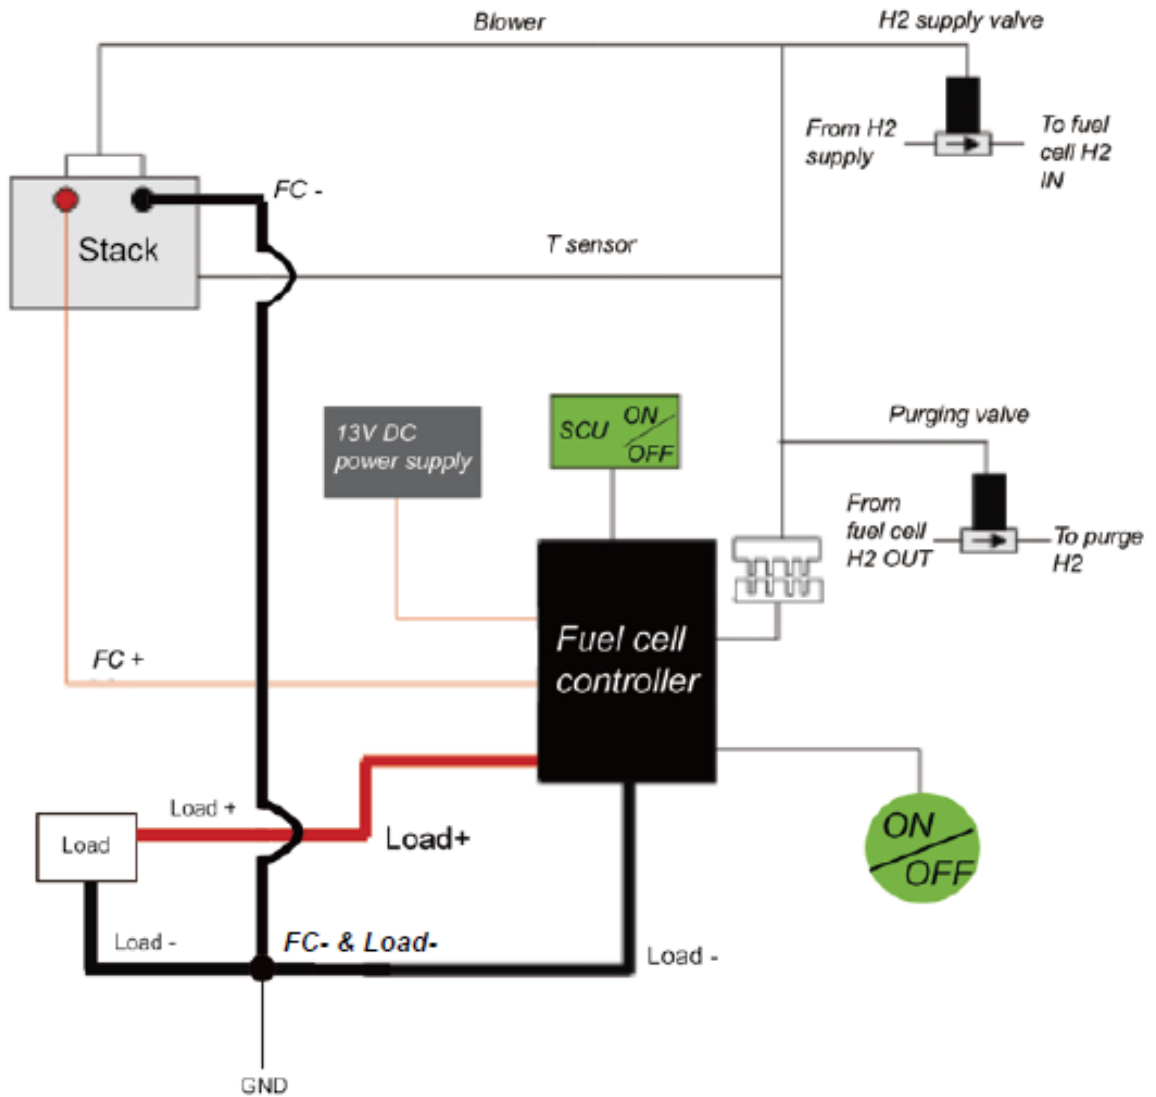 Blower
H2 supply valve
From H2
supply
To fuel
cell H2
IN
FC -
Stack
T sensor
13V DC
power supply
SCU ON
OFF
Purging valve
From
fuel cell
H2 OUT
To purge
H2
Fuel cell
controller
FC +
Load +
Load+
Load
ON
OFF
Load -
FC- & Load-
Load -
GND